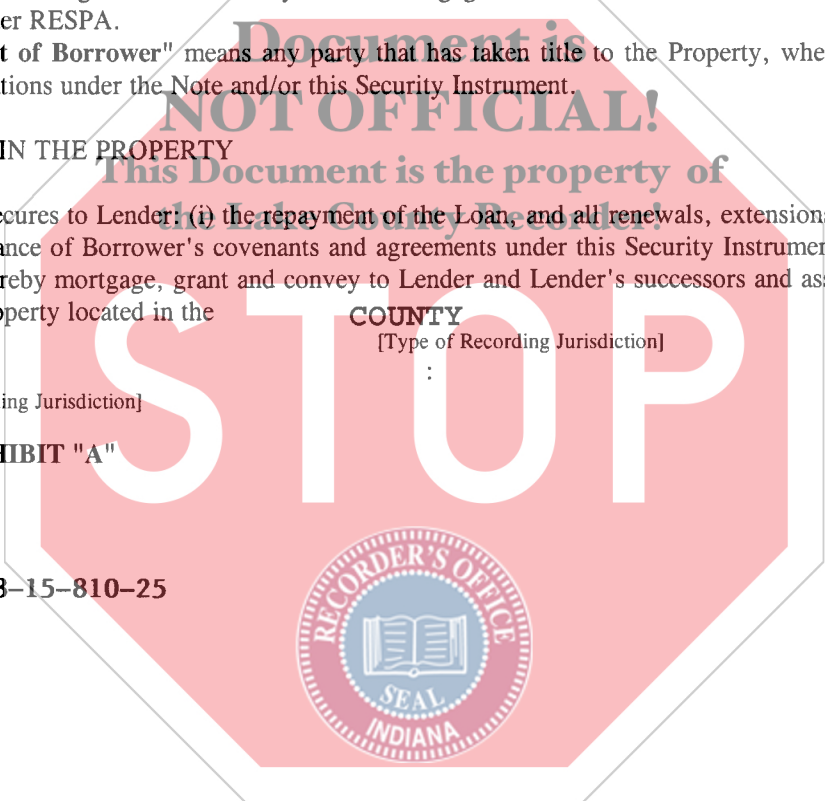 er RESPA.
Document is
t of Borrower" means any party that has taken title to the Property, whe
tions under the Note and/or this Security Instrument.
NOT OFFICIAL!
IN THE PROPERTY
This Document is the property of
cures to Lender: (i) the repayment of the Loan, and all renewals, extension
the Lake County Recorder!
ance of Borrower's covenants and agreements under this Security Instrumen
reby mortgage, grant and convey to Lender and Lender's successors and as
operty located in the COUNTY
[Type of Recording Jurisdiction]
:
ing Jurisdiction]
STOP
HIBIT "A"
-15-810-25
RECORDER'S OFFICE
SEAL
INDIANA